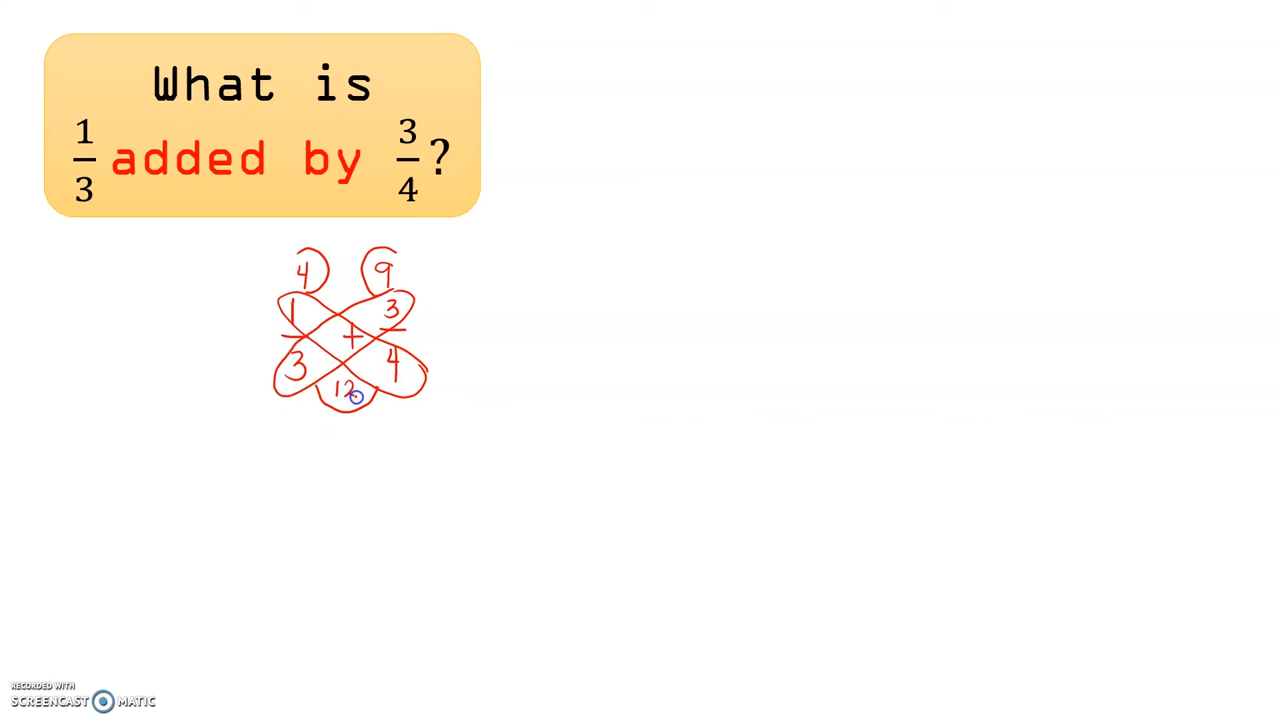 What is
1/3 added by 3/4?
4 9
1/3 + 3/4
12
RECORDED WITH
SCREENCAST MATIC